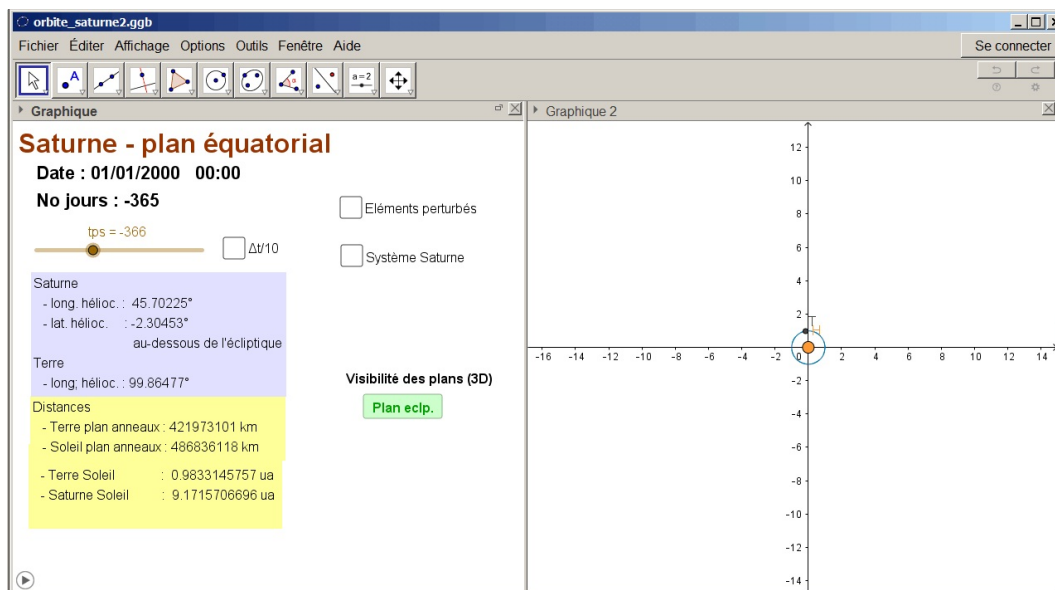 orbite_saturne2.ggb
Fichier Éditer Affichage Options Outils Fenêtre Aide
Se connecter
A
a=2
Graphique
Graphique 2
Saturne - plan équatorial
Date : 01/01/2000 00:00
No jours : -365
tps = -366
Δt/10
Eléments perturbés
Système Saturne
Saturne
- long. hélioc. : 45.70225°
- lat. hélioc. : -2.30453°
au-dessous de l'écliptique
Terre
- long; hélioc. : 99.86477°
Distances
- Terre plan anneaux : 421973101 km
- Soleil plan anneaux : 486836118 km
- Terre Soleil : 0.9833145757 ua
- Saturne Soleil : 9.1715706696 ua
Visibilité des plans (3D)
Plan eclp.
12
10
8
6
4
2
T
-16 -14 -12 -10 -8 -6 -4 -2 0 2 4 6 8 10 12 14
-2
-4
-6
-8
-10
-12
-14